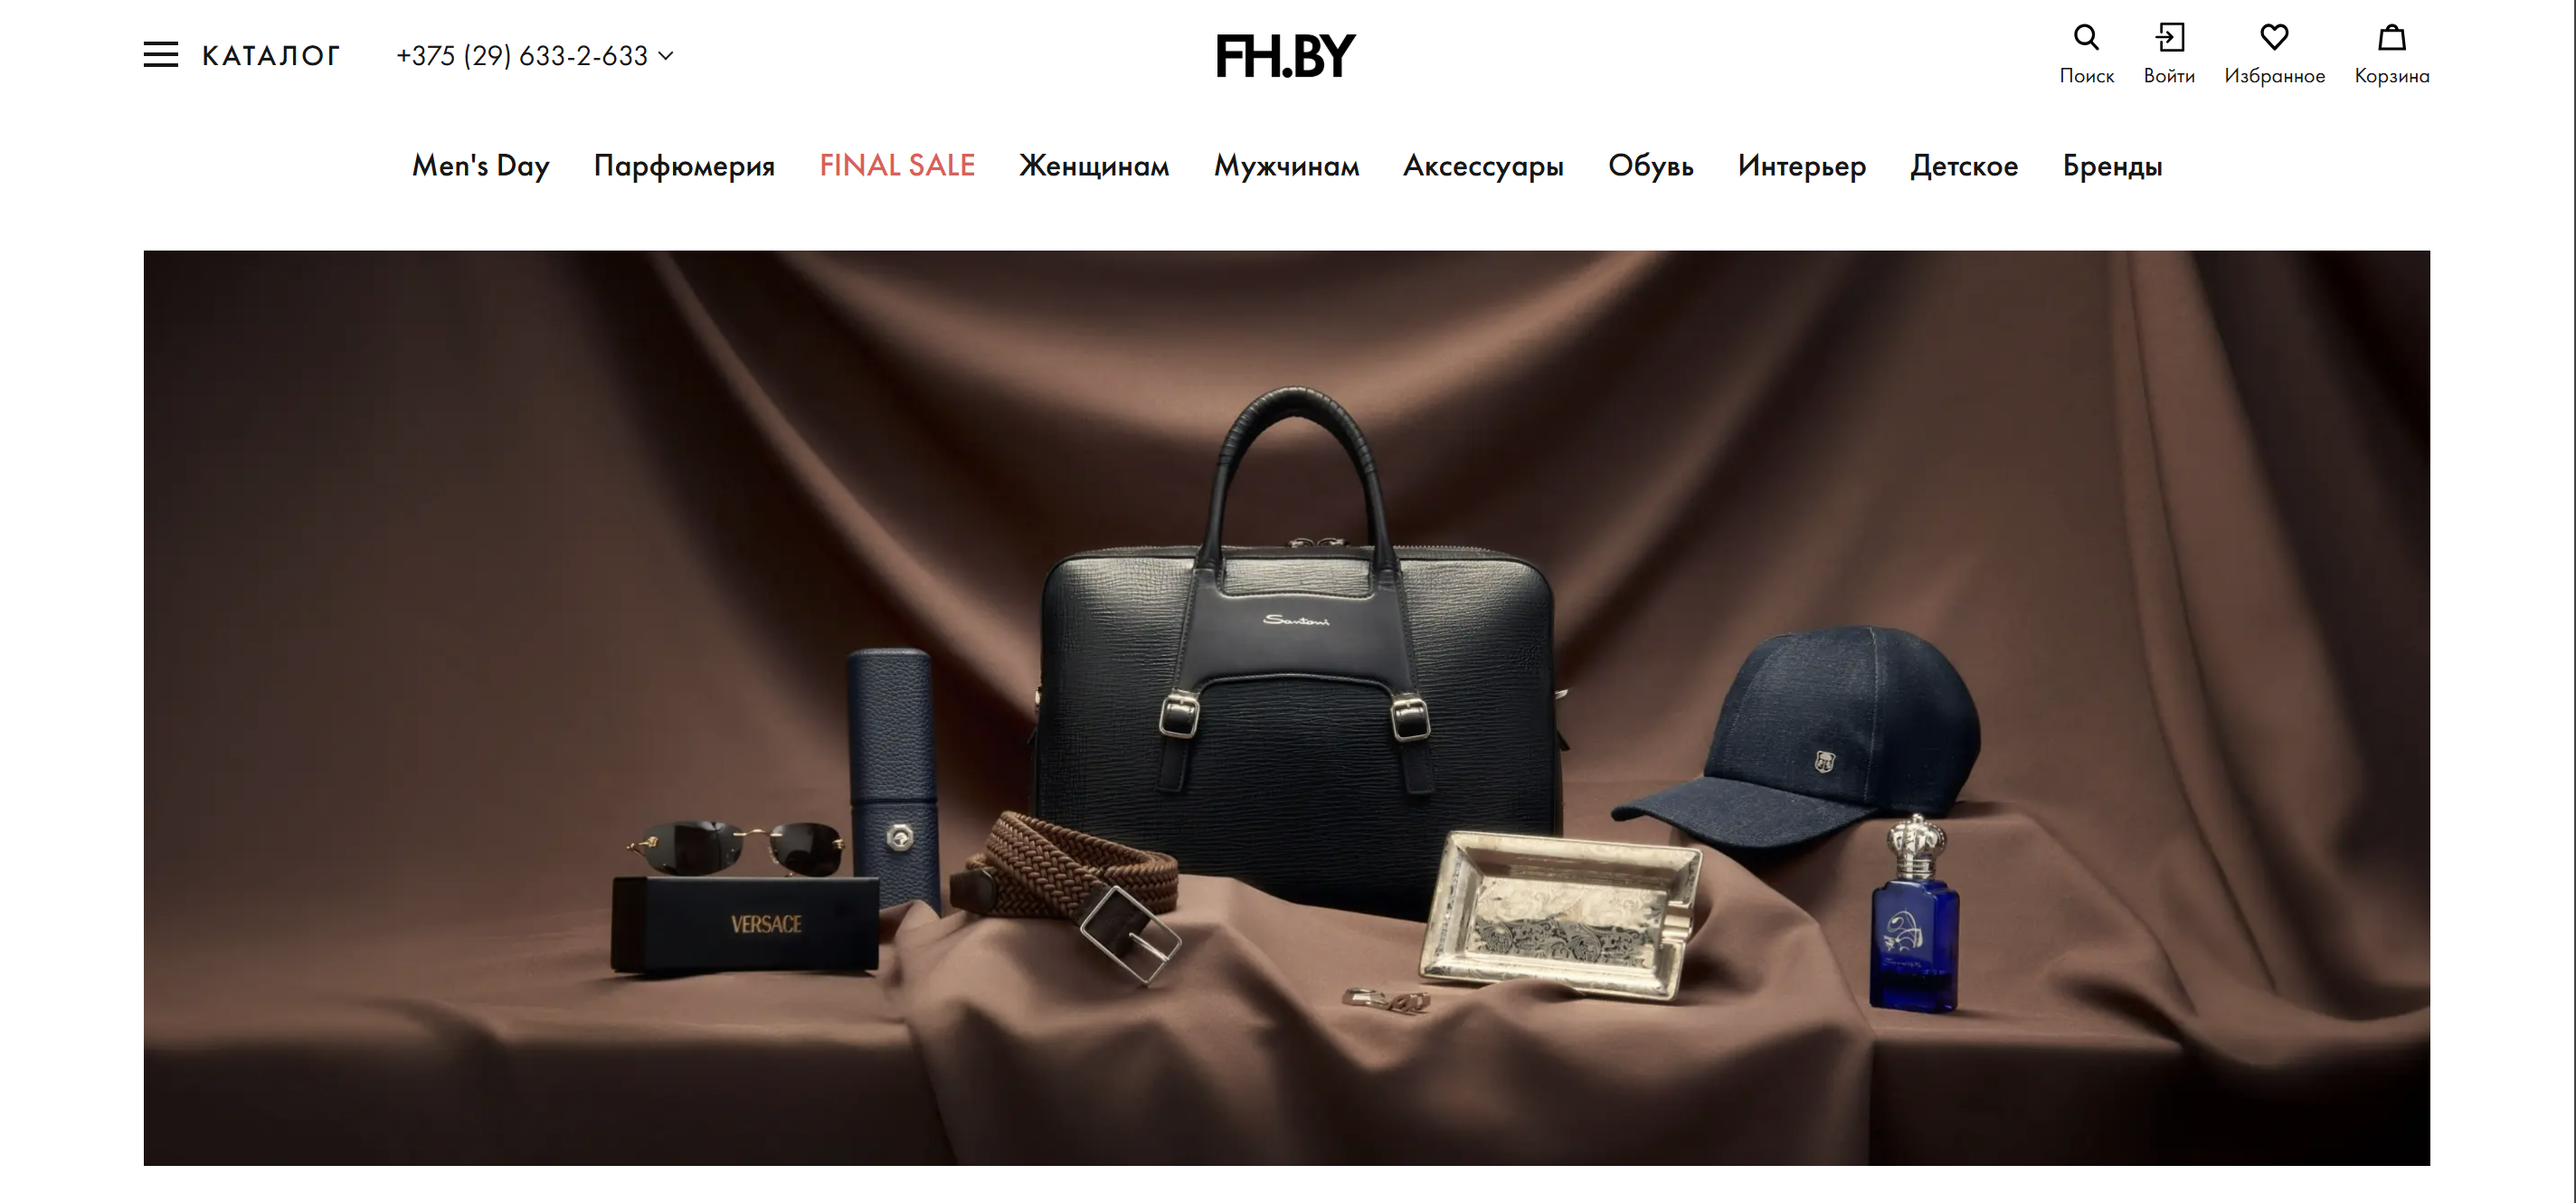 КАТАЛОГ +375 (29) 633-2-633
FH.BY
Поиск Войти Избранное Корзина
Men's Day Парфюмерия FINAL SALE Женщинам Мужчинам Аксессуары Обувь Интерьер Детское Бренды
Santoni
VERSACE